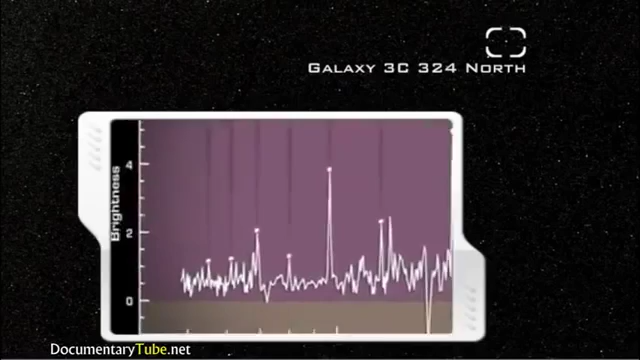 GALAXY 3C 324 NORTH
Brightness
4
2
0
DocumentaryTube.net